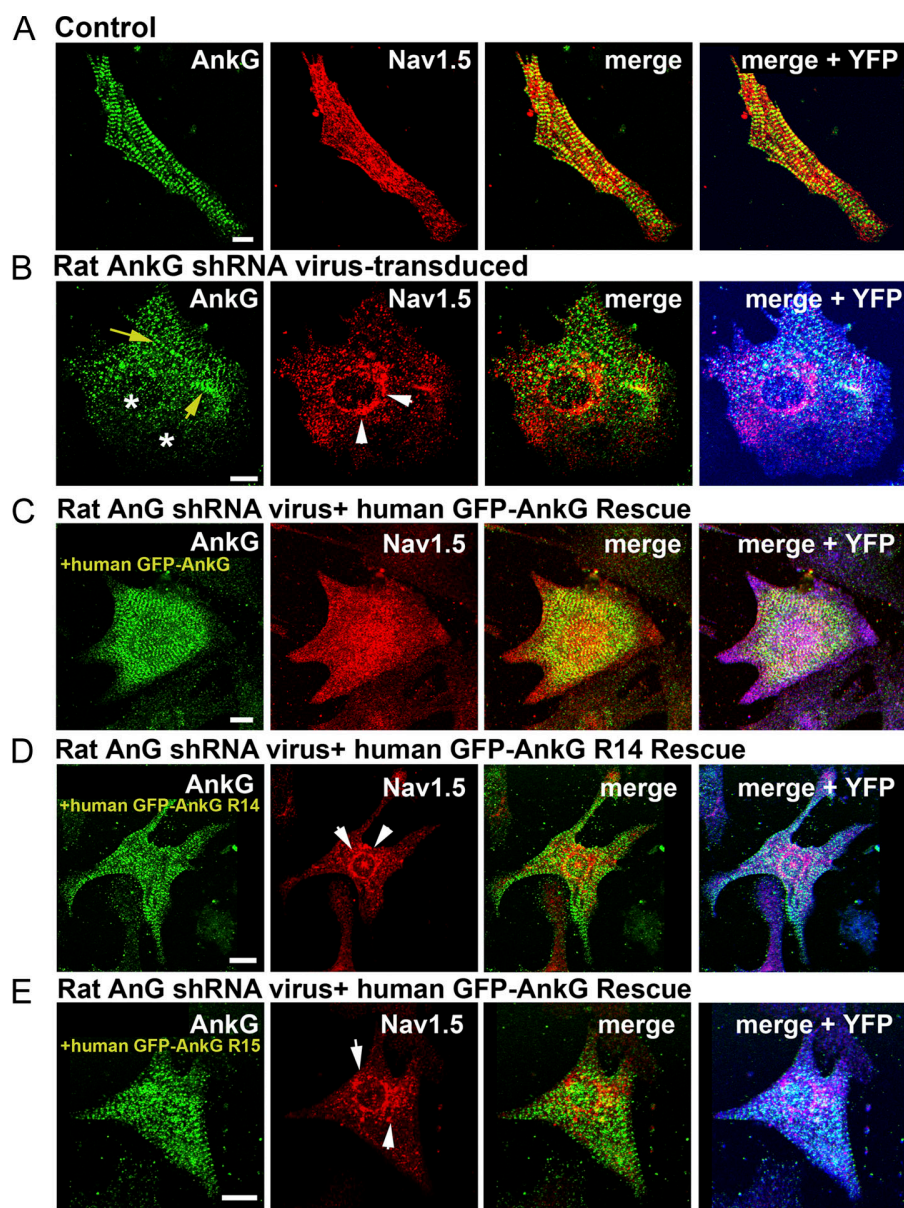 A Control
AnkG Nav1.5 merge merge + YFP
B Rat AnkG shRNA virus-transduced
AnkG Nav1.5 merge merge + YFP
* *
C Rat AnG shRNA virus+ human GFP-AnkG Rescue
AnkG Nav1.5 merge merge + YFP
+human GFP-AnkG
D Rat AnG shRNA virus+ human GFP-AnkG R14 Rescue
AnkG Nav1.5 merge merge + YFP
+human GFP-AnkG R14
E Rat AnG shRNA virus+ human GFP-AnkG Rescue
AnkG Nav1.5 merge merge + YFP
+human GFP-AnkG R15